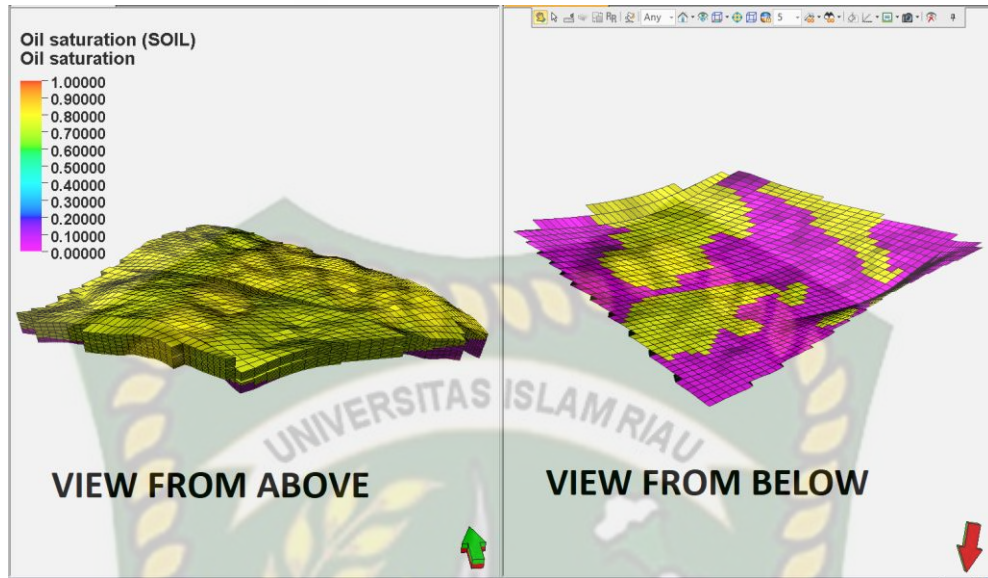 Oil saturation (SOIL)
Oil saturation
1.00000
0.90000
0.80000
0.70000
0.60000
0.50000
0.40000
0.30000
0.20000
0.10000
0.00000
Any
5
UNIVERSITAS ISLAM RIAU
VIEW FROM ABOVE
VIEW FROM BELOW